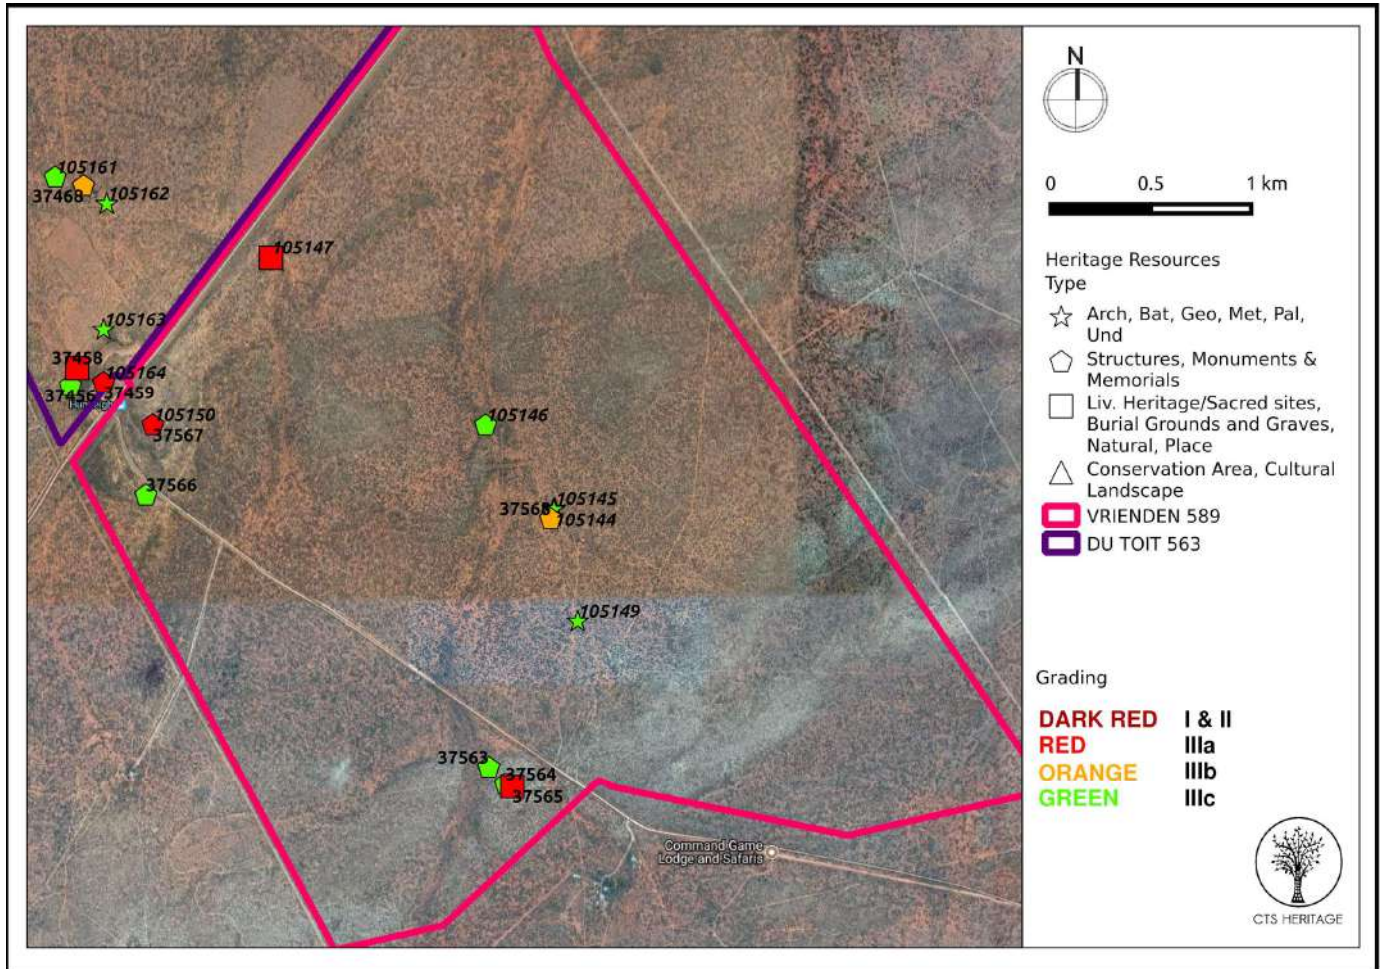 105161
37468
105162
105147
105163
37458
105164
37456
37459
105150
37567
105146
37566
105145
37568
105144
105149
37563
37564
37565
Command Game
Lodge and Safaris
N
0 0.5 1 km
Heritage Resources
Type
Arch, Bat, Geo, Met, Pal,
Und
Structures, Monuments &
Memorials
Liv. Heritage/Sacred sites,
Burial Grounds and Graves,
Natural, Place
Conservation Area, Cultural
Landscape
VRIENDEN 589
DU TOIT 563
Grading
DARK RED I & II
RED IIIa
ORANGE IIIb
GREEN IIIc
CTS HERITAGE